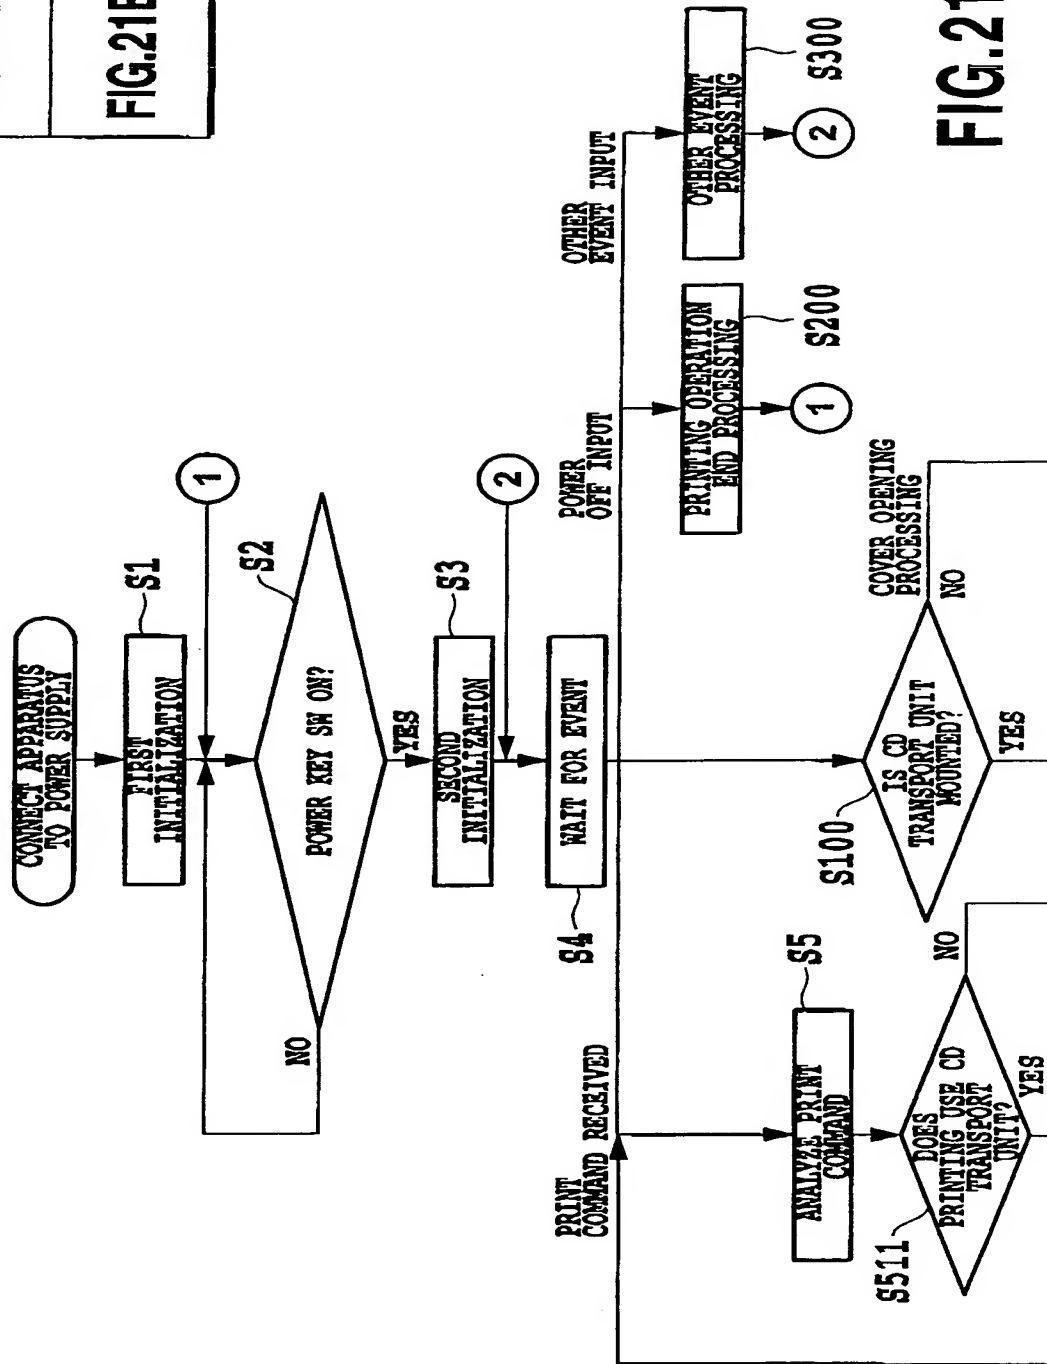 FIG.21B
CONNECT APPARATUS
TO POWER SUPPLY
FIRST
INITIALIZATION
S1
1
POWER KEY SW ON?
S2
NO
YES
SECOND
INITIALIZATION
S3
2
WAIT FOR EVENT
S4
PRINT
COMMAND RECEIVED
POWER
OFF INPUT
OTHER
EVENT INPUT
ANALYZE PRINT
COMMAND
S5
PRINTING OPERATION
END PROCESSING
S200
1
OTHER EVENT
PROCESSING
S300
2
COVER OPENING
PROCESSING
DOES
PRINTING USE CD
TRANSPORT
UNIT?
S511
NO
YES
IS CD
TRANSPORT UNIT
MOUNTED?
S100
NO
YES